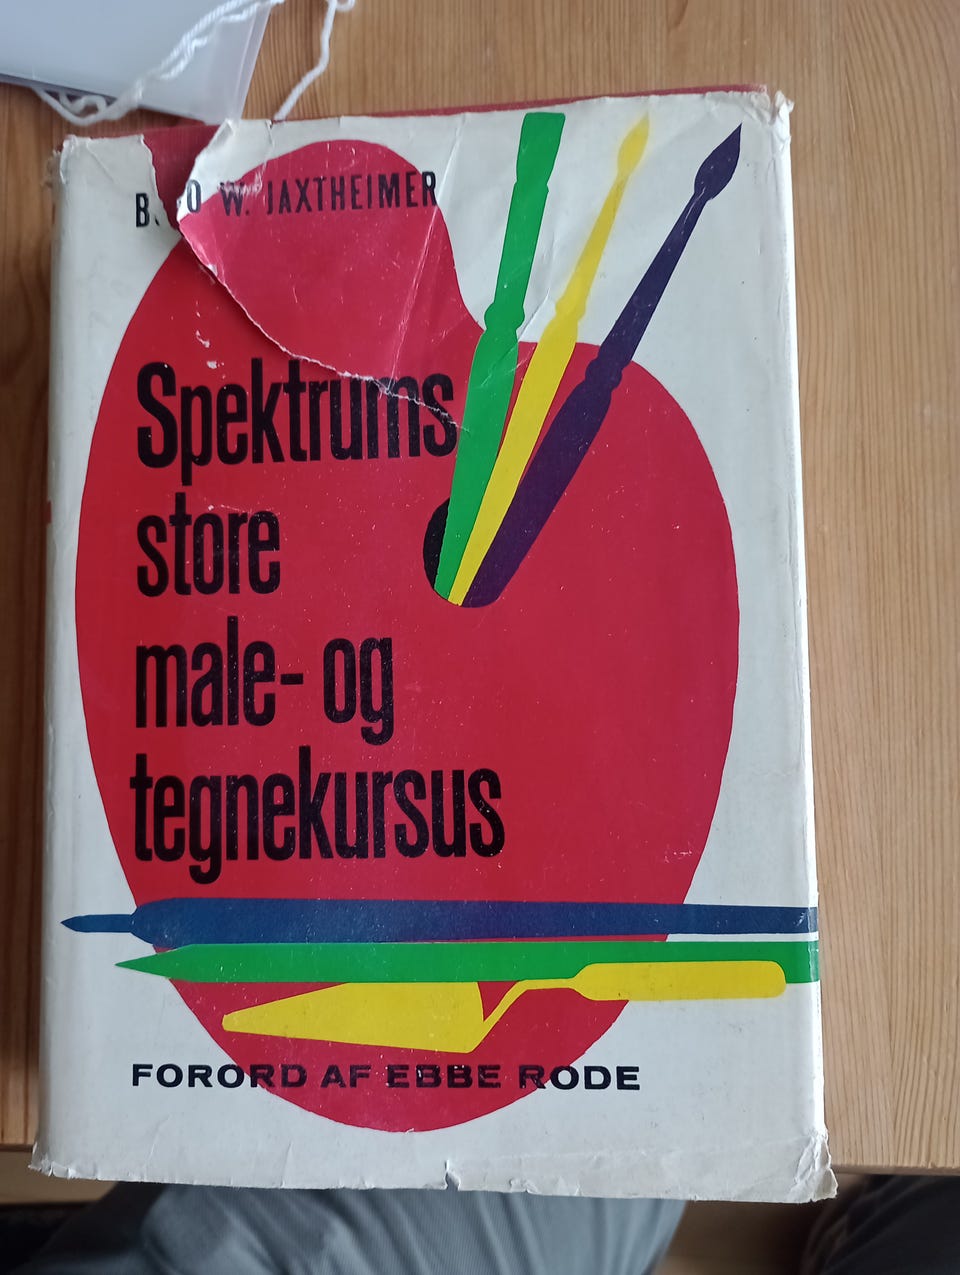 W. JAXTHEIMER
Spektrums
store
male- og
tegnekursus
FORORD AF EBBE RODE